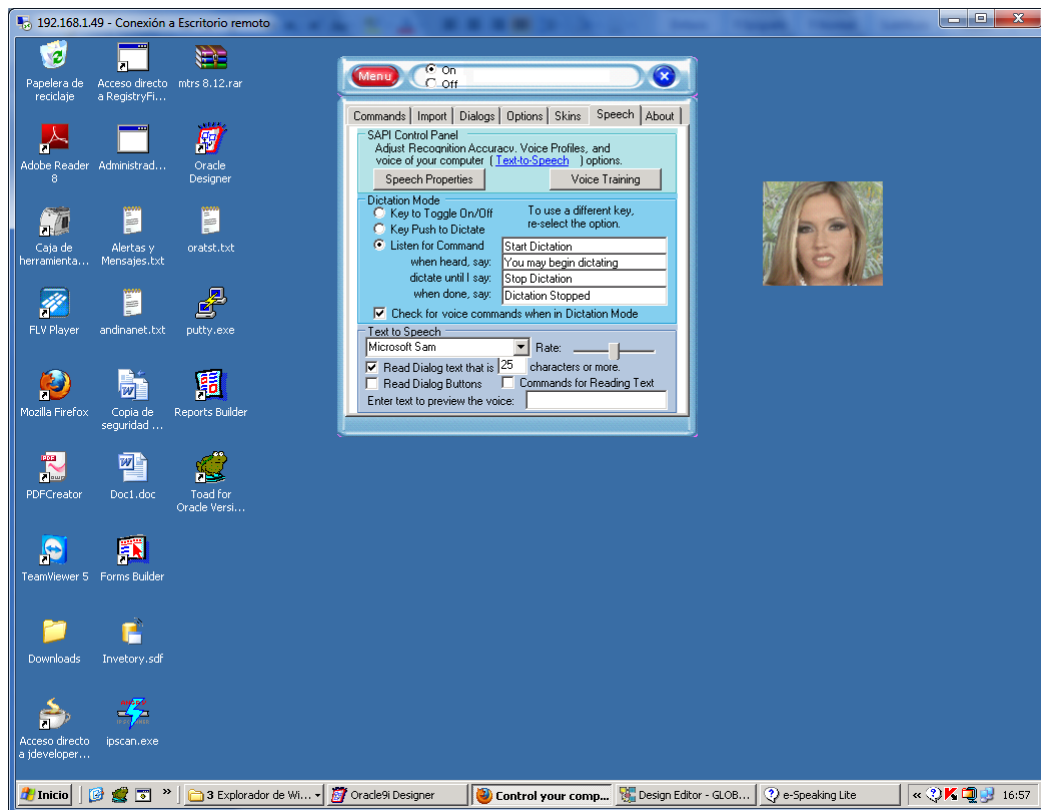 192.168.1.49 - Conexión a Escritorio remoto
Papelera de reciclaje
Acceso directo a RegistryFi...
mtrs 8.12.rar
Adobe Reader 8
Administrad...
Oracle Designer
Caja de herramienta...
Alertas y Mensajes.txt
oratst.txt
FLV Player
andinanet.txt
putty.exe
Mozilla Firefox
Copia de seguridad ...
Reports Builder
PDFCreator
Doc1.doc
Toad for Oracle Versi...
TeamViewer 5
Forms Builder
Downloads
Invetory.sdf
Acceso directo a jdeveloper...
ipscan.exe
Menu
On
Off
Commands Import Dialogs Options Skins Speech About
SAPI Control Panel
Adjust Recognition Accuracy, Voice Profiles, and
voice of your computer ( Text-to-Speech ) options.
Speech Properties Voice Training
Dictation Mode
Key to Toggle On/Off
Key Push to Dictate
To use a different key,
re-select the option.
Listen for Command Start Dictation
when heard, say: You may begin dictating
dictate until I say: Stop Dictation
when done, say: Dictation Stopped
Check for voice commands when in Dictation Mode
Text to Speech
Microsoft Sam Rate:
Read Dialog text that is 25 characters or more.
Read Dialog Buttons Commands for Reading Text
Enter text to preview the voice:
Inicio » 3 Explorador de Wi... Oracle9i Designer Control your comp... Design Editor - GLOB... e-Speaking Lite « 16:57